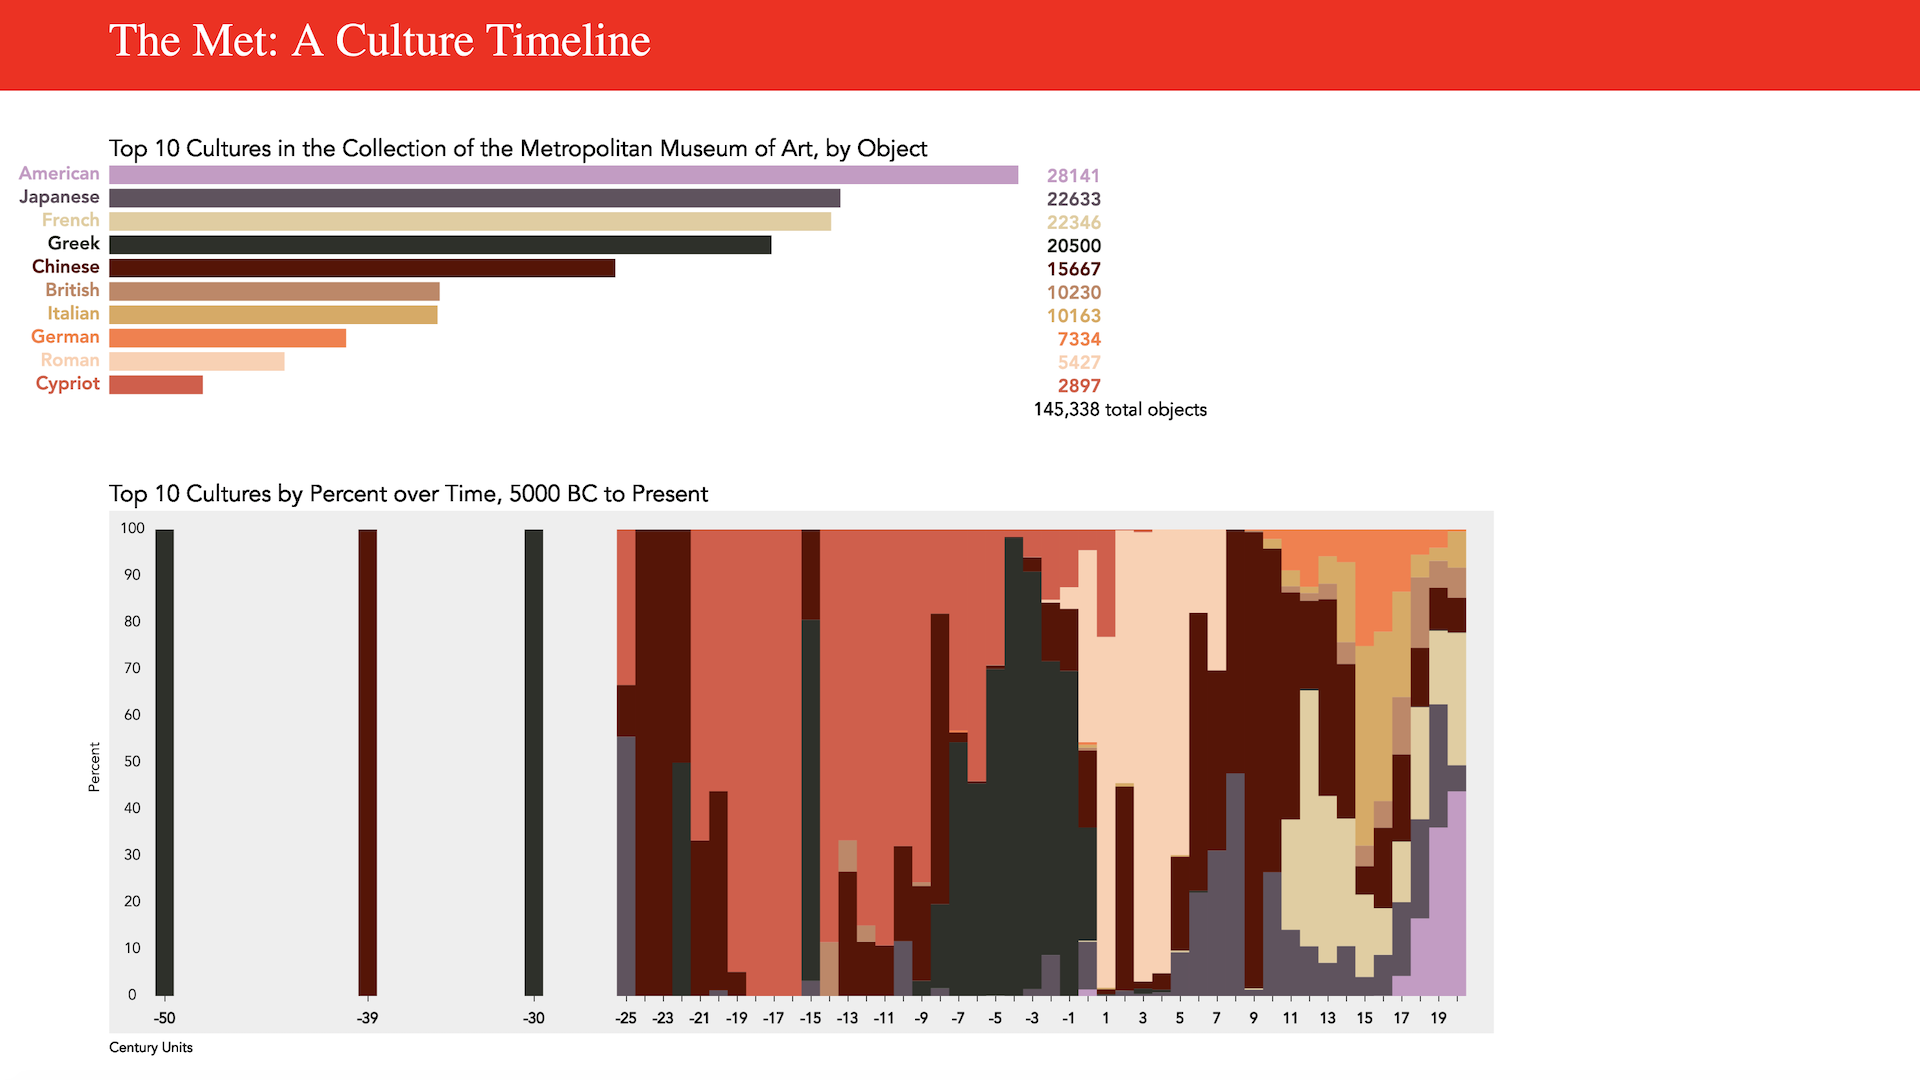 The Met: A Culture Timeline
Top 10 Cultures in the Collection of the Metropolitan Museum of Art, by Object
American 28141
Japanese 22633
French 22346
Greek 20500
Chinese 15667
British 10230
Italian 10163
German 7334
Roman 5427
Cypriot 2897
145,338 total objects
Top 10 Cultures by Percent over Time, 5000 BC to Present
100
90
80
70
60
50
40
30
20
10
0
Percent
-50 -39 -30 -25 -23 -21 -19 -17 -15 -13 -11 -9 -7 -5 -3 -1 1 3 5 7 9 11 13 15 17 19
Century Units